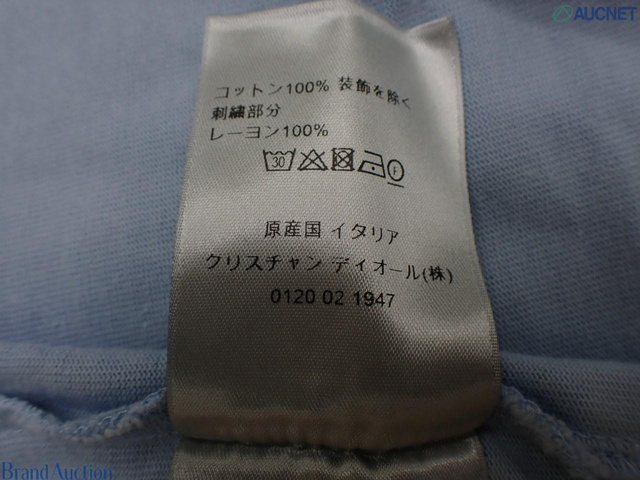 AUCNET
コットン100% 装飾を除く
刺繍部分
レーヨン100%
30
F
原産国 イタリア
クリスチャン ディオール(株)
0120 02 1947
Brand Auction